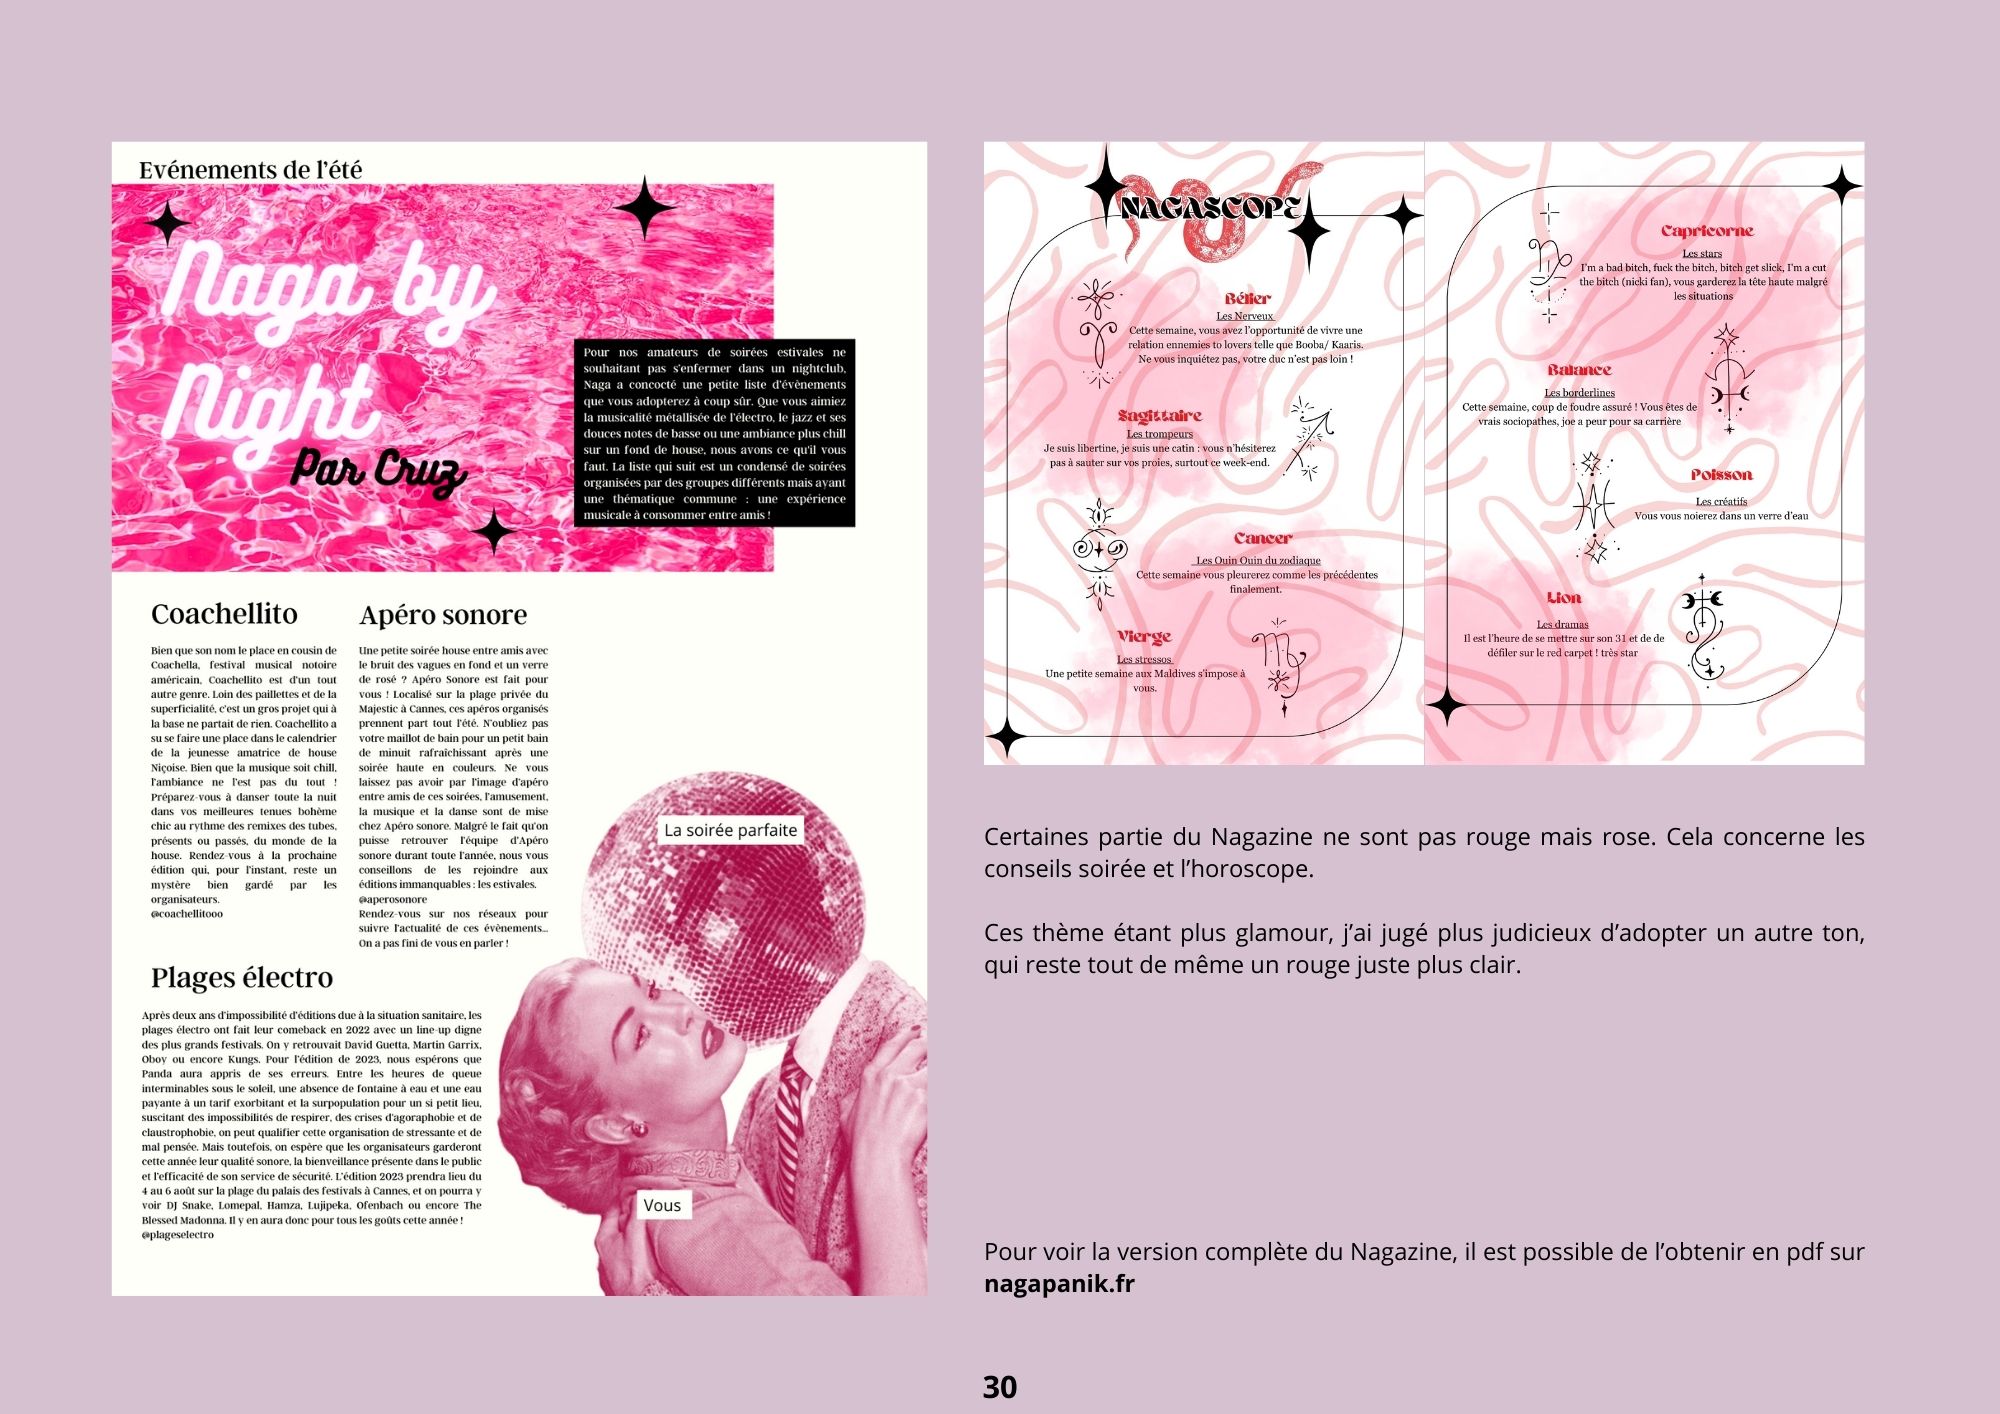 Evénements de l'été
Naga by
Night
Par Cruz
Pour nos amateurs de soirées estivales ne
souhaitant pas s'enfermer dans un nightclub,
Naga a concocté une petite liste d'évènements
que vous adopterez à coup sûr. Que vous aimiez
la musicalité métallisée de l'électro, le jazz et ses
douces notes de basse ou une ambiance plus chill
sur un fond de house, nous avons ce qu'il vous
faut. La liste qui suit est un condensé de soirées
organisées par des groupes différents mais ayant
une thématique commune : une expérience
musicale à consommer entre amis !
Coachellito
Bien que son nom le place en cousin de
Coachella, festival musical notoire
américain, Coachellito est d'un tout
autre genre. Loin des paillettes et de la
superficialité, c'est un gros projet qui à
la base ne partait de rien. Coachellito a
su se faire une place dans le calendrier
de la jeunesse amatrice de house
Niçoise. Bien que la musique soit chill,
l'ambiance ne l'est pas du tout !
Préparez-vous à danser toute la nuit
dans vos meilleures tenues bohème
chic au rythme des remixes des tubes,
présents ou passés, du monde de la
house. Rendez-vous à la prochaine
édition qui, pour l'instant, reste un
mystère bien gardé par les
organisateurs.
@coachellitooo
Apéro sonore
Une petite soirée house entre amis avec
le bruit des vagues en fond et un verre
de rosé ? Apéro Sonore est fait pour
vous ! Localisé sur la plage privée du
Majestic à Cannes, ces apéros organisés
prennent part tout l'été. N'oubliez pas
votre maillot de bain pour un petit bain
de minuit rafraîchissant après une
soirée haute en couleurs. Ne vous
laissez pas avoir par l'image d'apéro
entre amis de ces soirées, l'amusement,
la musique et la danse sont de mise
chez Apéro sonore. Malgré le fait qu'on
puisse retrouver l'équipe d'Apéro
sonore durant toute l'année, nous vous
conseillons de les rejoindre aux
éditions immanquables : les estivales.
@aperosonore
Rendez-vous sur nos réseaux pour
suivre l'actualité de ces évènements...
On a pas fini de vous en parler !
Plages électro
Après deux ans d'impossibilité d'éditions due à la situation sanitaire, les
plages électro ont fait leur comeback en 2022 avec un line-up digne
des plus grands festivals. On y retrouvait David Guetta, Martin Garrix,
Oboy ou encore Kungs. Pour l'édition de 2023, nous espérons que
Panda aura appris de ses erreurs. Entre les heures de queue
interminables sous le soleil, une absence de fontaine à eau et une eau
payante à un tarif exorbitant et la surpopulation pour un si petit lieu,
suscitant des impossibilités de respirer, des crises d'agoraphobie et de
claustrophobie, on peut qualifier cette organisation de stressante et de
mal pensée. Mais toutefois, on espère que les organisateurs garderont
cette année leur qualité sonore, la bienveillance présente dans le public
et l'efficacité de son service de sécurité. L'édition 2023 prendra lieu du
4 au 6 août sur la plage du palais des festivals à Cannes, et on pourra y
voir DJ Snake, Lomepal, Hamza, Lujipeka, Ofenbach ou encore The
Blessed Madonna. Il y en aura donc pour tous les goûts cette année !
@plageselectro
La soirée parfaite
Vous
NAGASCOPE
Bélier
Les Nerveux
Cette semaine, vous avez l'opportunité de vivre une
relation ennemies to lovers telle que Booba/ Kaaris.
Ne vous inquiétez pas, votre duc n'est pas loin !
Sagittaire
Les trompeurs
Je suis libertine, je suis une catin : vous n'hésiterez
pas à sauter sur vos proies, surtout ce week-end.
Cancer
Les Ouin Ouin du zodiaque
Cette semaine vous pleurerez comme les précédentes
finalement.
Vierge
Les stressos
Une petite semaine aux Maldives s'impose à
vous.
Capricorne
Les stars
I'm a bad bitch, fuck the bitch, bitch get slick, I'm a cut
the bitch (nicki fan), vous garderez la tête haute malgré
les situations
Balance
Les borderlines
Cette semaine, coup de foudre assuré ! Vous êtes de
vrais sociopathes, joe a peur pour sa carrière
Poisson
Les créatifs
Vous vous noierez dans un verre d'eau
Lion
Les dramas
Il est l'heure de se mettre sur son 31 et de de
défiler sur le red carpet ! très star
Certaines partie du Nagazine ne sont pas rouge mais rose. Cela concerne les
conseils soirée et l'horoscope.
Ces thème étant plus glamour, j'ai jugé plus judicieux d'adopter un autre ton,
qui reste tout de même un rouge juste plus clair.
Pour voir la version complète du Nagazine, il est possible de l'obtenir en pdf sur
nagapanik.fr
30